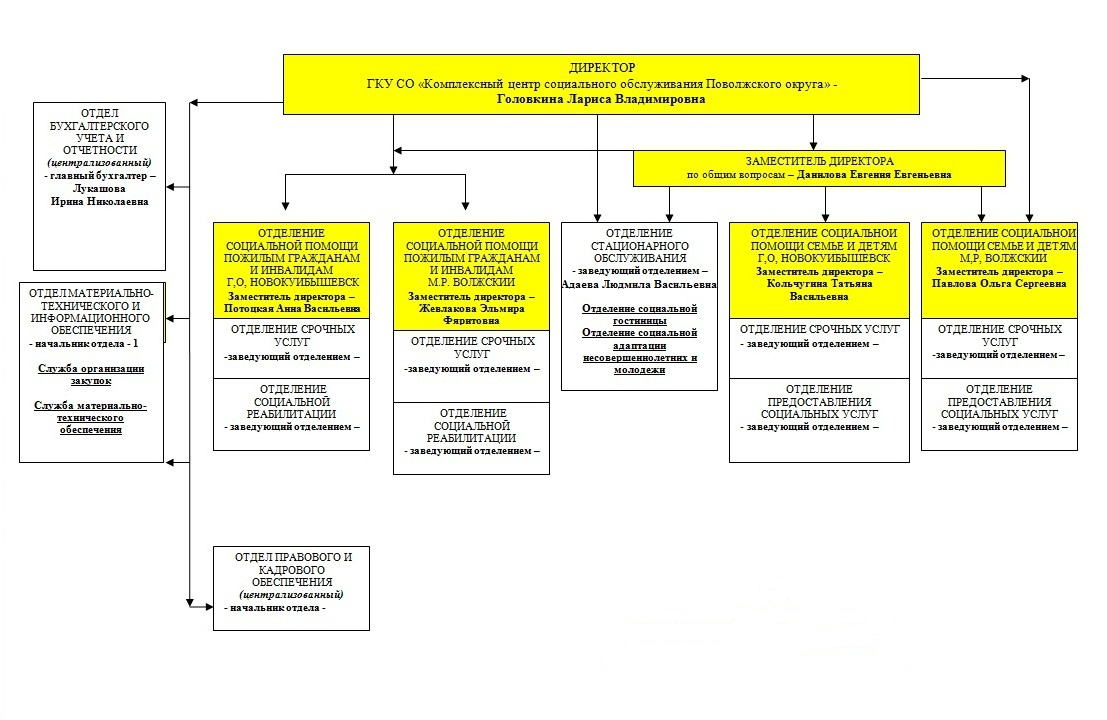 ДИРЕКТОР
ГКУ СО «Комплексный центр социального обслуживания Поволжского округа» -
Головкина Лариса Владимировна
ЗАМЕСТИТЕЛЬ ДИРЕКТОРА
по общим вопросам – Данилова Евгения Евгеньевна
ОТДЕЛ
БУХГАЛТЕРСКОГО
УЧЕТА И
ОТЧЕТНОСТИ
(централизованный)
- главный бухгалтер –
Лукашова
Ирина Николаевна
ОТДЕЛ МАТЕРИАЛЬНО-
ТЕХНИЧЕСКОГО И
ИНФОРМАЦИОННОГО
ОБЕСПЕЧЕНИЯ
- начальник отдела - 1
Служба организации
закупок
Служба материально-
технического
обеспечения
ОТДЕЛЕНИЕ
СОЦИАЛЬНОЙ ПОМОЩИ
ПОЖИЛЫМ ГРАЖДАНАМ
И ИНВАЛИДАМ
Г,О, НОВОКУИБЫШЕВСК
Заместитель директора –
Потоцкая Анна Васильевна
ОТДЕЛЕНИЕ СРОЧНЫХ
УСЛУГ
-заведующий отделением –
ОТДЕЛЕНИЕ
СОЦИАЛЬНОЙ
РЕАБИЛИТАЦИИ
- заведующий отделением –
ОТДЕЛЕНИЕ
СОЦИАЛЬНОЙ ПОМОЩИ
ПОЖИЛЫМ ГРАЖДАНАМ
И ИНВАЛИДАМ
М.Р. ВОЛЖСКИИ
Заместитель директора –
Жевлакова Эльмира
Фяритовна
ОТДЕЛЕНИЕ СРОЧНЫХ
УСЛУГ
-заведующий отделением –
ОТДЕЛЕНИЕ
СОЦИАЛЬНОЙ
РЕАБИЛИТАЦИИ
- заведующий отделением –
ОТДЕЛЕНИЕ
СТАЦИОНАРНОГО
ОБСЛУЖИВАНИЯ
- заведующий отделением –
Адаева Людмила Васильевна
Отделение социальной
гостиницы
Отделение социальной
адаптации
несовершеннолетних и
молодежи
ОТДЕЛЕНИЕ СОЦИАЛЬНОИ
ПОМОЩИ СЕМЬЕ И ДЕТЯМ
Г,О, НОВОКУИБЫШЕВСК
Заместитель директора –
Кольчугина Татьяна
Васильевна
ОТДЕЛЕНИЕ СРОЧНЫХ УСЛУГ
- заведующий отделением –
ОТДЕЛЕНИЕ
ПРЕДОСТАВЛЕНИЯ
СОЦИАЛЬНЫХ УСЛУГ
- заведующий отделением –
ОТДЕЛЕНИЕ СОЦИАЛЬНОИ
ПОМОЩИ СЕМЬЕ И ДЕТЯМ
М,Р, ВОЛЖСКИИ
Заместитель директора –
Павлова Ольга Сергеевна
ОТДЕЛЕНИЕ СРОЧНЫХ
УСЛУГ
- заведующий отделением –
ОТДЕЛЕНИЕ
ПРЕДОСТАВЛЕНИЯ
СОЦИАЛЬНЫХ УСЛУГ
- заведующий отделением –
ОТДЕЛ ПРАВОВОГО И
КАДРОВОГО
ОБЕСПЕЧЕНИЯ
(централизованный)
- начальник отдела -